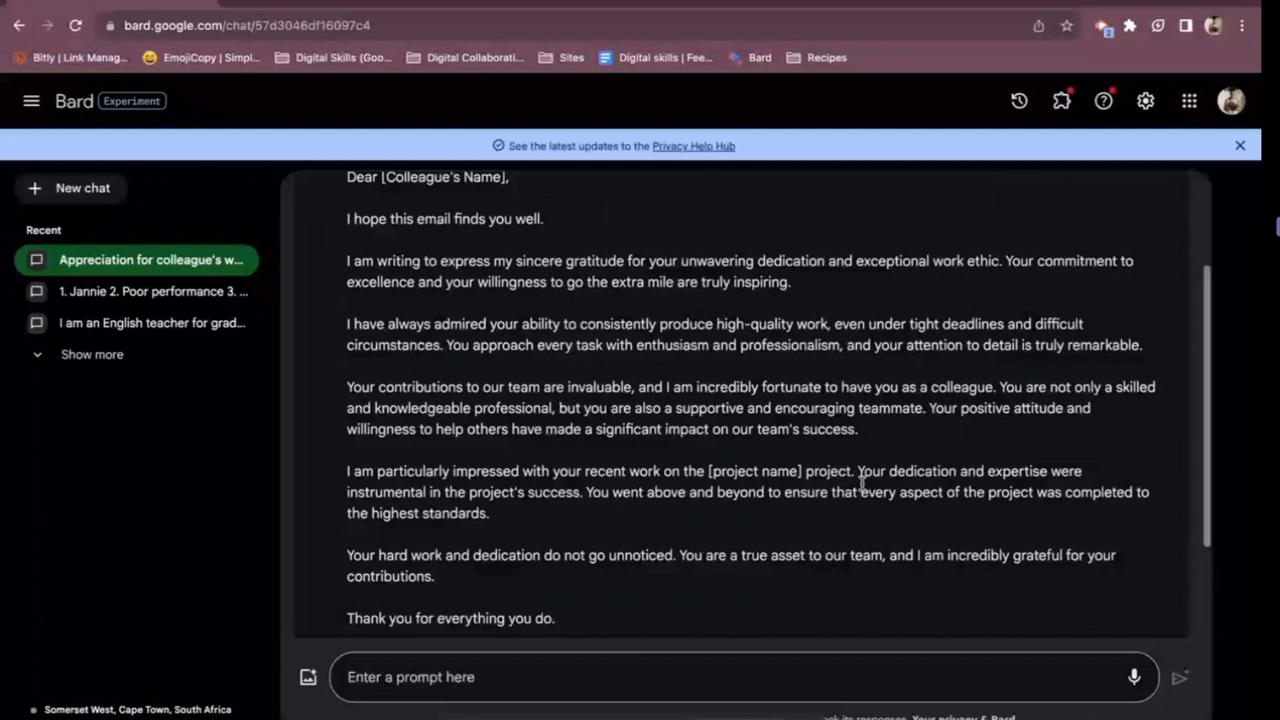 bard.google.com/chat/57d3046df16097c4
Bitly | Link Manag... EmojiCopy | Simpl... Digital Skills (Goo... Digital Collaborati... Sites Digital skills | Fee... Bard Recipes
Bard Experiment
See the latest updates to the Privacy Help Hub
New chat
Recent
Appreciation for colleague's w...
1. Jannie 2. Poor performance 3. ...
I am an English teacher for grad...
Show more
Dear [Colleague's Name],
I hope this email finds you well.
I am writing to express my sincere gratitude for your unwavering dedication and exceptional work ethic. Your commitment to
excellence and your willingness to go the extra mile are truly inspiring.
I have always admired your ability to consistently produce high-quality work, even under tight deadlines and difficult
circumstances. You approach every task with enthusiasm and professionalism, and your attention to detail is truly remarkable.
Your contributions to our team are invaluable, and I am incredibly fortunate to have you as a colleague. You are not only a skilled
and knowledgeable professional, but you are also a supportive and encouraging teammate. Your positive attitude and
willingness to help others have made a significant impact on our team's success.
I am particularly impressed with your recent work on the [project name] project. Your dedication and expertise were
instrumental in the project's success. You went above and beyond to ensure that every aspect of the project was completed to
the highest standards.
Your hard work and dedication do not go unnoticed. You are a true asset to our team, and I am incredibly grateful for your
contributions.
Thank you for everything you do.
Enter a prompt here
Somerset West, Cape Town, South Africa
its responses. Your privacy & Bard